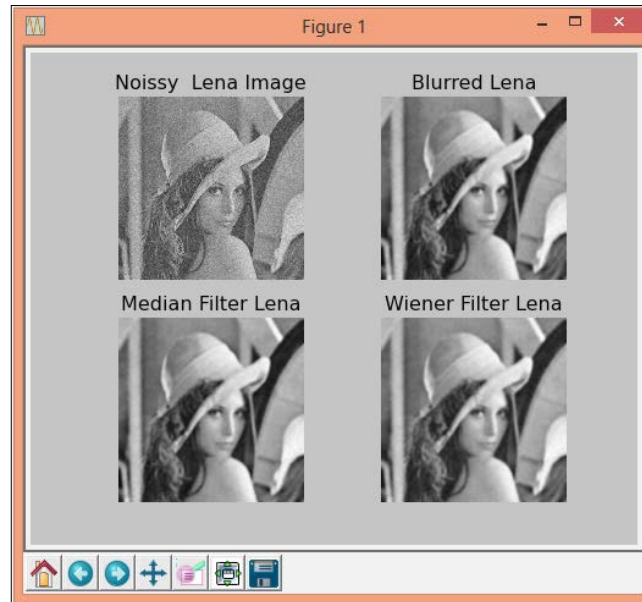 Figure 1
Noissy Lena Image
Blurred Lena
Median Filter Lena
Wiener Filter Lena